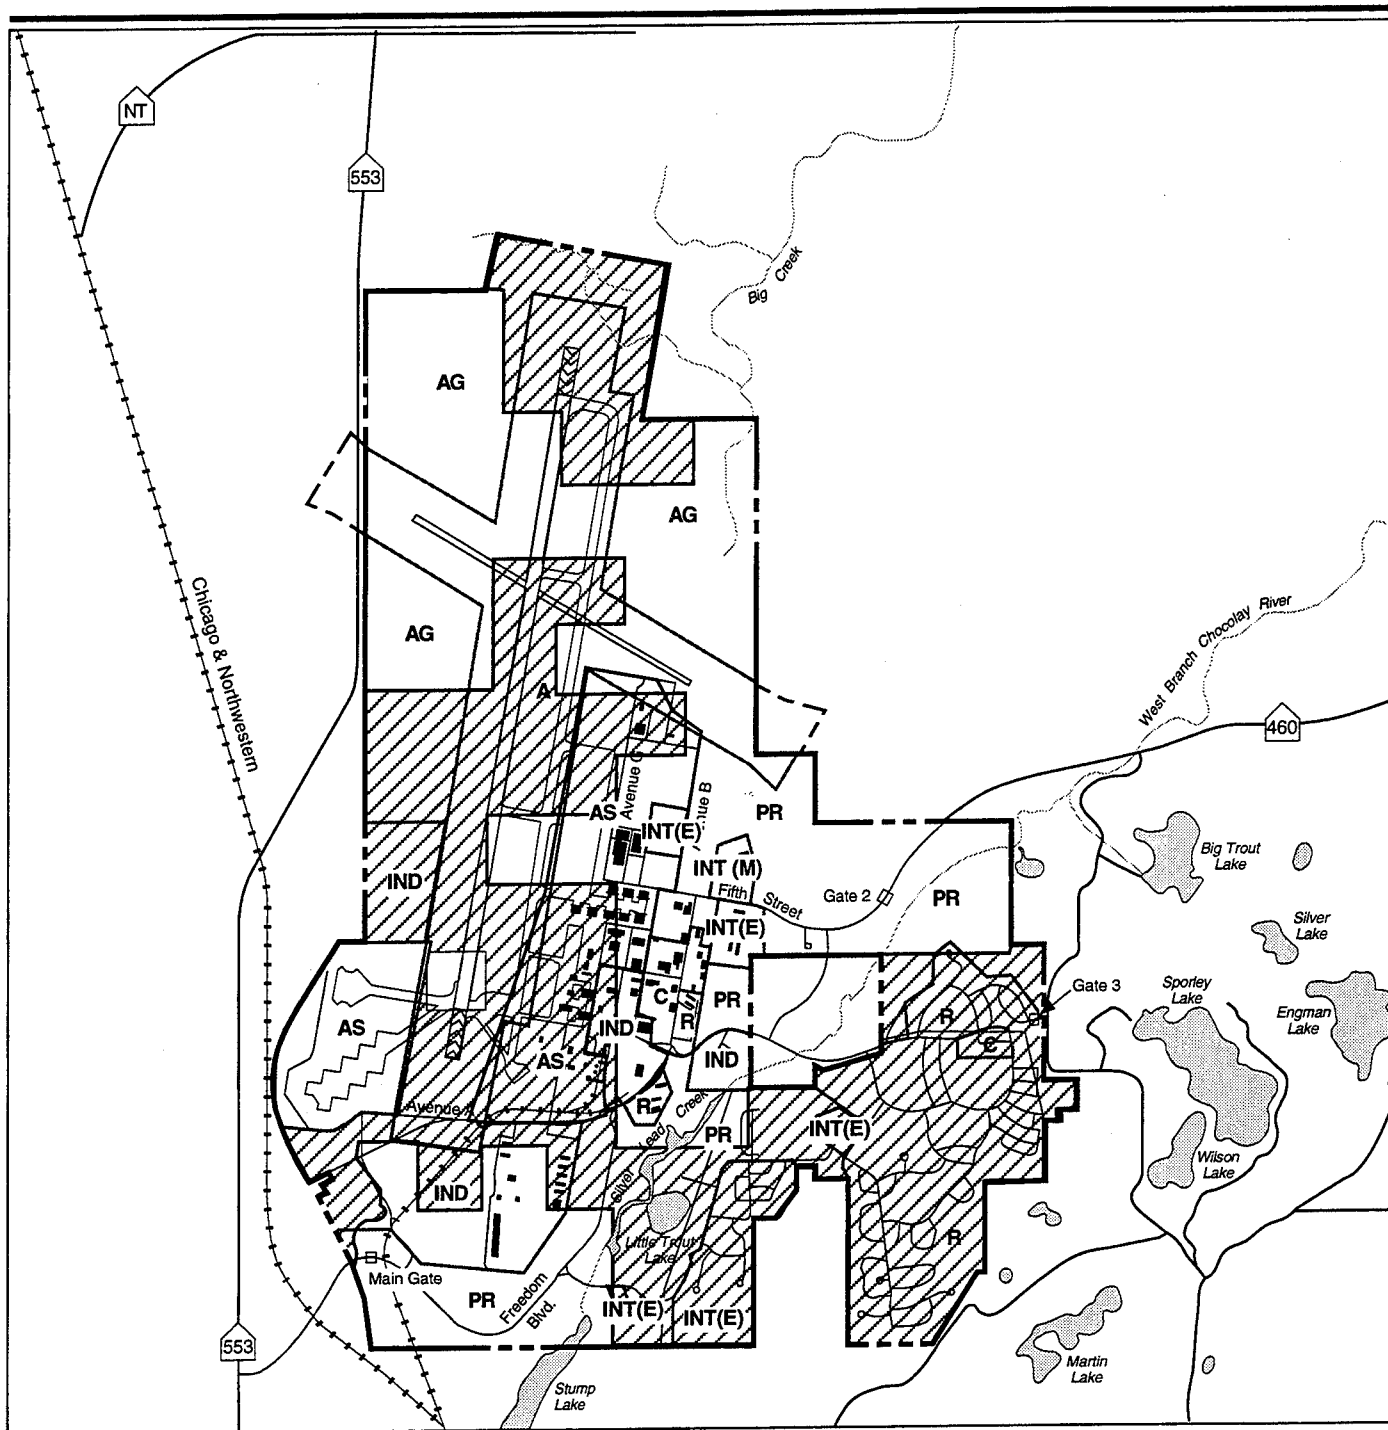 NT
553
Big Creek
AG
AG
Chicago & Northwestern
AG
West Branch Chocolay River
A
460
Avenue C
AS
PR
INT(E)
Big Trout
Lake
INT (M)
IND
Fifth
Street
Gate 2
PR
Silver
Lake
INT(E)
Sporley
Lake
Gate 3
Engman
Lake
C
PR
R
AS
IND
R
IND
C
AS
Avenue A
R
Silver Lead Creek
PR
INT(E)
Wilson
Lake
IND
R
Little Trout
Lake
Main Gate
PR
Freedom
Blvd.
INT(E)
INT(E)
553
Martin
Lake
Stump
Lake